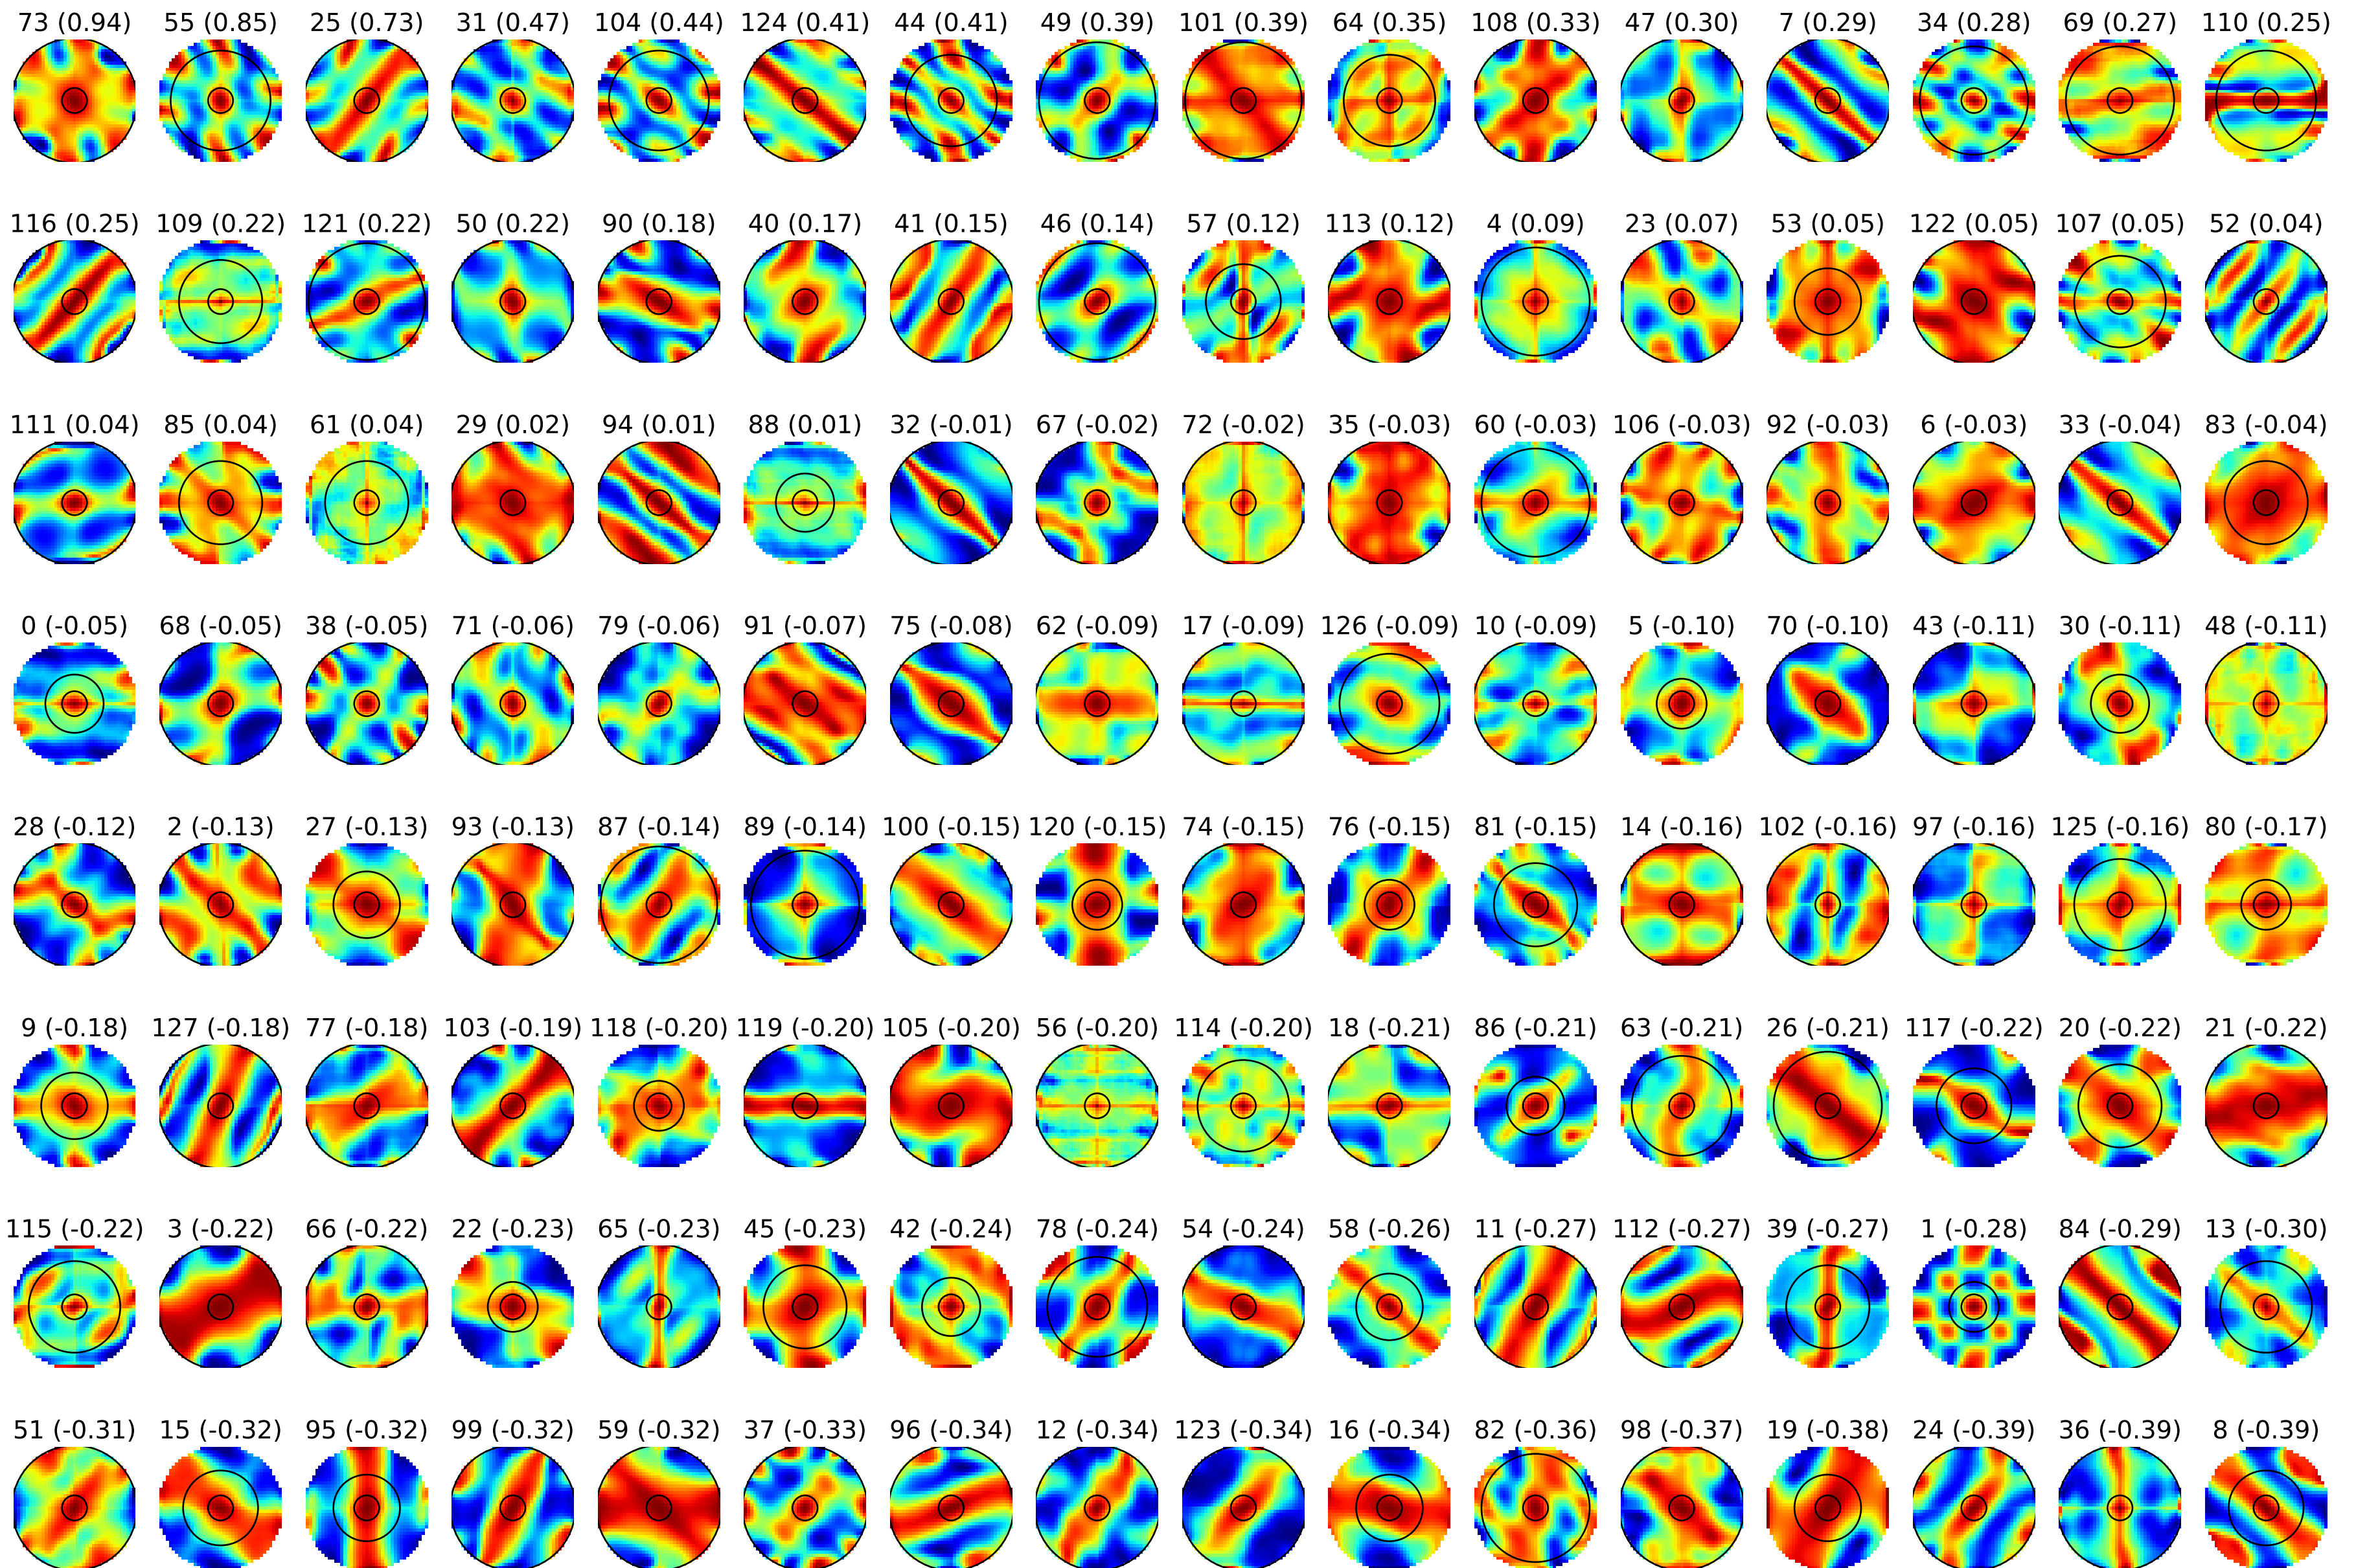 73 (0.94) 55 (0.85) 25 (0.73) 31 (0.47) 104 (0.44) 124 (0.41) 44 (0.41) 49 (0.39) 101 (0.39) 64 (0.35) 108 (0.33) 47 (0.30) 7 (0.29) 34 (0.28) 69 (0.27) 110 (0.25)
116 (0.25) 109 (0.22) 121 (0.22) 50 (0.22) 90 (0.18) 40 (0.17) 41 (0.15) 46 (0.14) 57 (0.12) 113 (0.12) 4 (0.09) 23 (0.07) 53 (0.05) 122 (0.05) 107 (0.05) 52 (0.04)
111 (0.04) 85 (0.04) 61 (0.04) 29 (0.02) 94 (0.01) 88 (0.01) 32 (-0.01) 67 (-0.02) 72 (-0.02) 35 (-0.03) 60 (-0.03) 106 (-0.03) 92 (-0.03) 6 (-0.03) 33 (-0.04) 83 (-0.04)
0 (-0.05) 68 (-0.05) 38 (-0.05) 71 (-0.06) 79 (-0.06) 91 (-0.07) 75 (-0.08) 62 (-0.09) 17 (-0.09) 126 (-0.09) 10 (-0.09) 5 (-0.10) 70 (-0.10) 43 (-0.11) 30 (-0.11) 48 (-0.11)
28 (-0.12) 2 (-0.13) 27 (-0.13) 93 (-0.13) 87 (-0.14) 89 (-0.14) 100 (-0.15) 120 (-0.15) 74 (-0.15) 76 (-0.15) 81 (-0.15) 14 (-0.16) 102 (-0.16) 97 (-0.16) 125 (-0.16) 80 (-0.17)
9 (-0.18) 127 (-0.18) 77 (-0.18) 103 (-0.19) 118 (-0.20) 119 (-0.20) 105 (-0.20) 56 (-0.20) 114 (-0.20) 18 (-0.21) 86 (-0.21) 63 (-0.21) 26 (-0.21) 117 (-0.22) 20 (-0.22) 21 (-0.22)
115 (-0.22) 3 (-0.22) 66 (-0.22) 22 (-0.23) 65 (-0.23) 45 (-0.23) 42 (-0.24) 78 (-0.24) 54 (-0.24) 58 (-0.26) 11 (-0.27) 112 (-0.27) 39 (-0.27) 1 (-0.28) 84 (-0.29) 13 (-0.30)
51 (-0.31) 15 (-0.32) 95 (-0.32) 99 (-0.32) 59 (-0.32) 37 (-0.33) 96 (-0.34) 12 (-0.34) 123 (-0.34) 16 (-0.34) 82 (-0.36) 98 (-0.37) 19 (-0.38) 24 (-0.39) 36 (-0.39) 8 (-0.39)